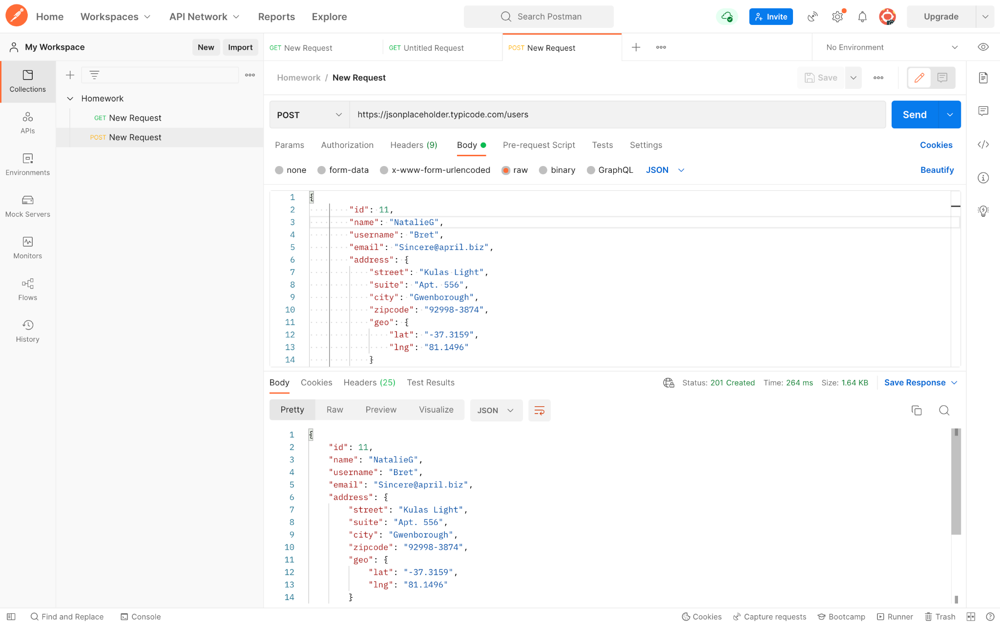 Home Workspaces API Network Reports Explore Search Postman Invite Upgrade
My Workspace New Import GET New Request GET Untitled Request POST New Request No Environment
Collections
APIs
Environments
Mock Servers
Monitors
Flows
History
Homework
GET New Request
POST New Request
Homework / New Request Save
POST https://jsonplaceholder.typicode.com/users Send
Params Authorization Headers (9) Body Pre-request Script Tests Settings Cookies
none form-data x-www-form-urlencoded raw binary GraphQL JSON Beautify
1 {
2 "id": 11,
3 "name": "NatalieG",
4 "username": "Bret",
5 "email": "Sincere@april.biz",
6 "address": {
7 "street": "Kulas Light",
8 "suite": "Apt. 556",
9 "city": "Gwenborough",
10 "zipcode": "92998-3874",
11 "geo": {
12 "lat": "-37.3159",
13 "lng": "81.1496"
14 }
Body Cookies Headers (25) Test Results Status: 201 Created Time: 264 ms Size: 1.64 KB Save Response
Pretty Raw Preview Visualize JSON
1 {
2 "id": 11,
3 "name": "NatalieG",
4 "username": "Bret",
5 "email": "Sincere@april.biz",
6 "address": {
7 "street": "Kulas Light",
8 "suite": "Apt. 556",
9 "city": "Gwenborough",
10 "zipcode": "92998-3874",
11 "geo": {
12 "lat": "-37.3159",
13 "lng": "81.1496"
14 }
Find and Replace Console Cookies Capture requests Bootcamp Runner Trash